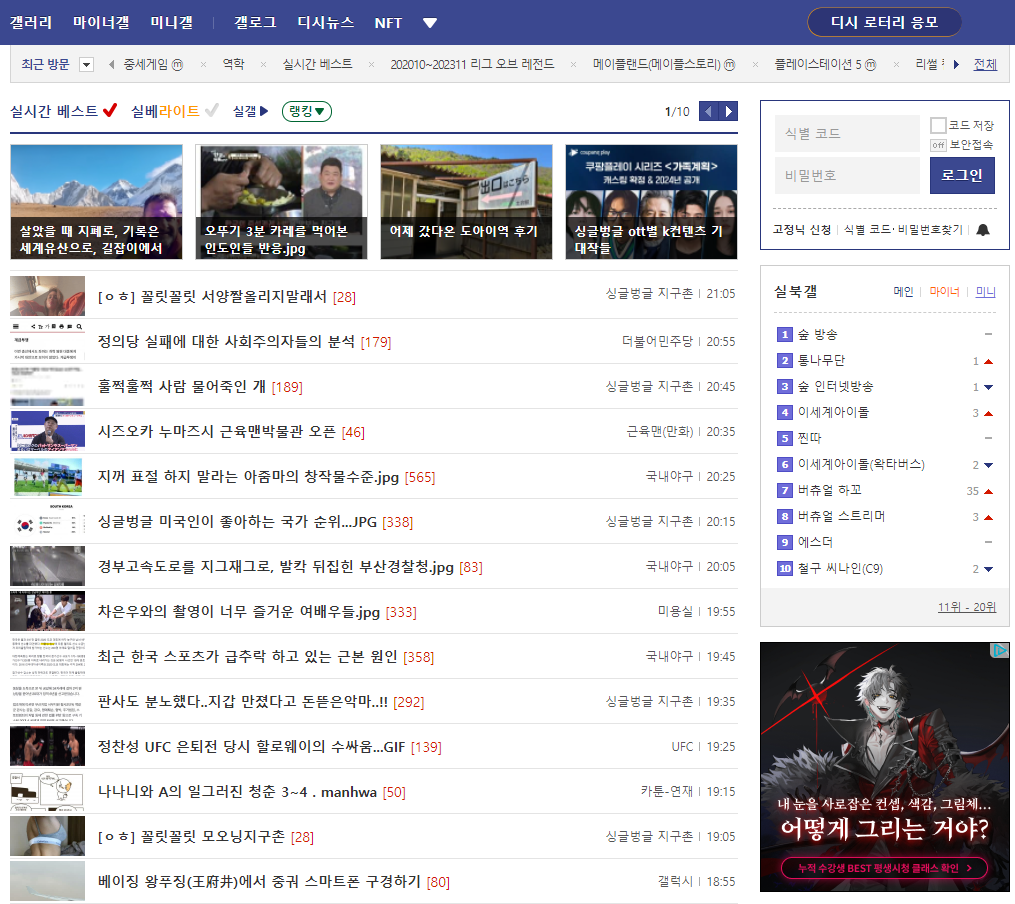 갤러리 마이너갤 미니갤 갤로그 디시뉴스 NFT ▼ 디시 로터리 응모
최근 방문 중세게임 ⓜ × 역학 × 실시간 베스트 × 202010~202311 리그 오브 레전드 × 메이플랜드(메이플스토리) ⓜ × 플레이스테이션 5 ⓜ × 리썰 전체
실시간 베스트 실베라이트 실갤 랭킹▼ 1/10
살았을 때 지폐로, 기록은
세계유산으로, 길잡이에서
오뚜기 3분 카레를 먹어본
인도인들 반응.jpg
出口はこちら
어제 갔다온 도아이역 후기
coupang play
쿠팡플레이 시리즈 <가족계획>
캐스팅 확정 & 2024년 공개
싱글벙글 ott별 k컨텐츠 기
대작들
[ㅇㅎ] 꼴릿꼴릿 서양짤올리지말래서 [28] 싱글벙글 지구촌 21:05
정의당 실패에 대한 사회주의자들의 분석 [179] 더불어민주당 20:55
훌쩍훌쩍 사람 물어죽인 개 [189] 싱글벙글 지구촌 20:45
시즈오카 누마즈시 근육맨박물관 오픈 [46] 근육맨(만화) 20:35
지꺼 표절 하지 말라는 아줌마의 창작물수준.jpg [565] 국내야구 20:25
SOUTH KOREA
싱글벙글 미국인이 좋아하는 국가 순위...JPG [338] 싱글벙글 지구촌 20:15
경부고속도로를 지그재그로, 발칵 뒤집힌 부산경찰청.jpg [83] 국내야구 20:05
차은우와의 촬영이 너무 즐거운 여배우들.jpg [333] 미용실 19:55
최근 한국 스포츠가 급추락 하고 있는 근본 원인 [358] 국내야구 19:45
판사도 분노했다..지갑 만졌다고 돈뜯은악마..!! [292] 싱글벙글 지구촌 19:35
정찬성 UFC 은퇴전 당시 할로웨이의 수싸움...GIF [139] UFC 19:25
나나니와 A의 일그러진 청춘 3~4 . manhwa [50] 카툰-연재 19:15
[ㅇㅎ] 꼴릿꼴릿 모오닝지구촌 [28] 싱글벙글 지구촌 19:05
베이징 왕푸징(王府井)에서 중궈 스마트폰 구경하기 [80] 갤럭시 18:55
식별 코드 코드 저장
off 보안접속
비밀번호 로그인
고정닉 신청 식별 코드·비밀번호찾기
실북갤 메인 마이너 미니
1 숲 방송 -
2 통나무단 1 ▲
3 숲 인터넷방송 1 ▼
4 이세계아이돌 3 ▲
5 찐따 -
6 이세계아이돌(왁타버스) 2 ▼
7 버츄얼 하꼬 35 ▲
8 버츄얼 스트리머 3 ▲
9 에스더 -
10 철구 씨나인(C9) 2 ▼
11위 - 20위
내 눈을 사로잡은 컨셉, 색감, 그림체...
어떻게 그리는 거야?
누적 수강생 BEST 평생시청 클래스 확인 >